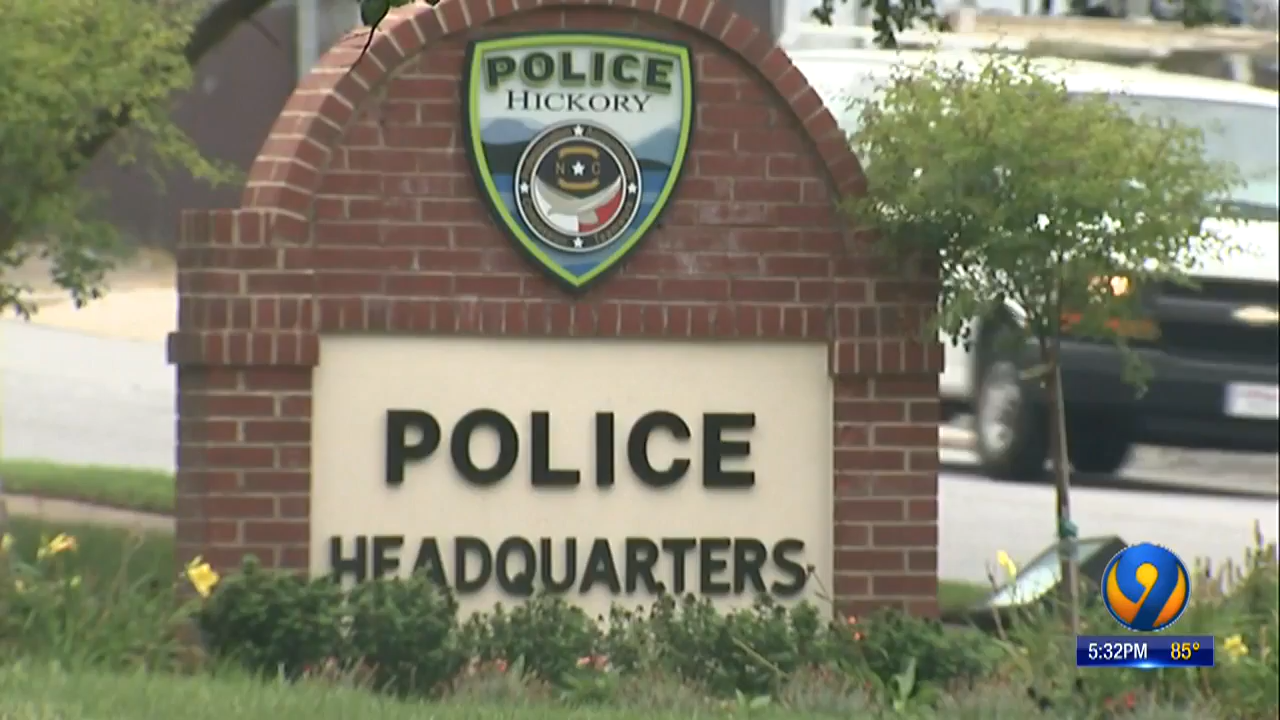 POLICE
HICKORY
N C
POLICE
HEADQUARTERS
9
5:32PM 85°